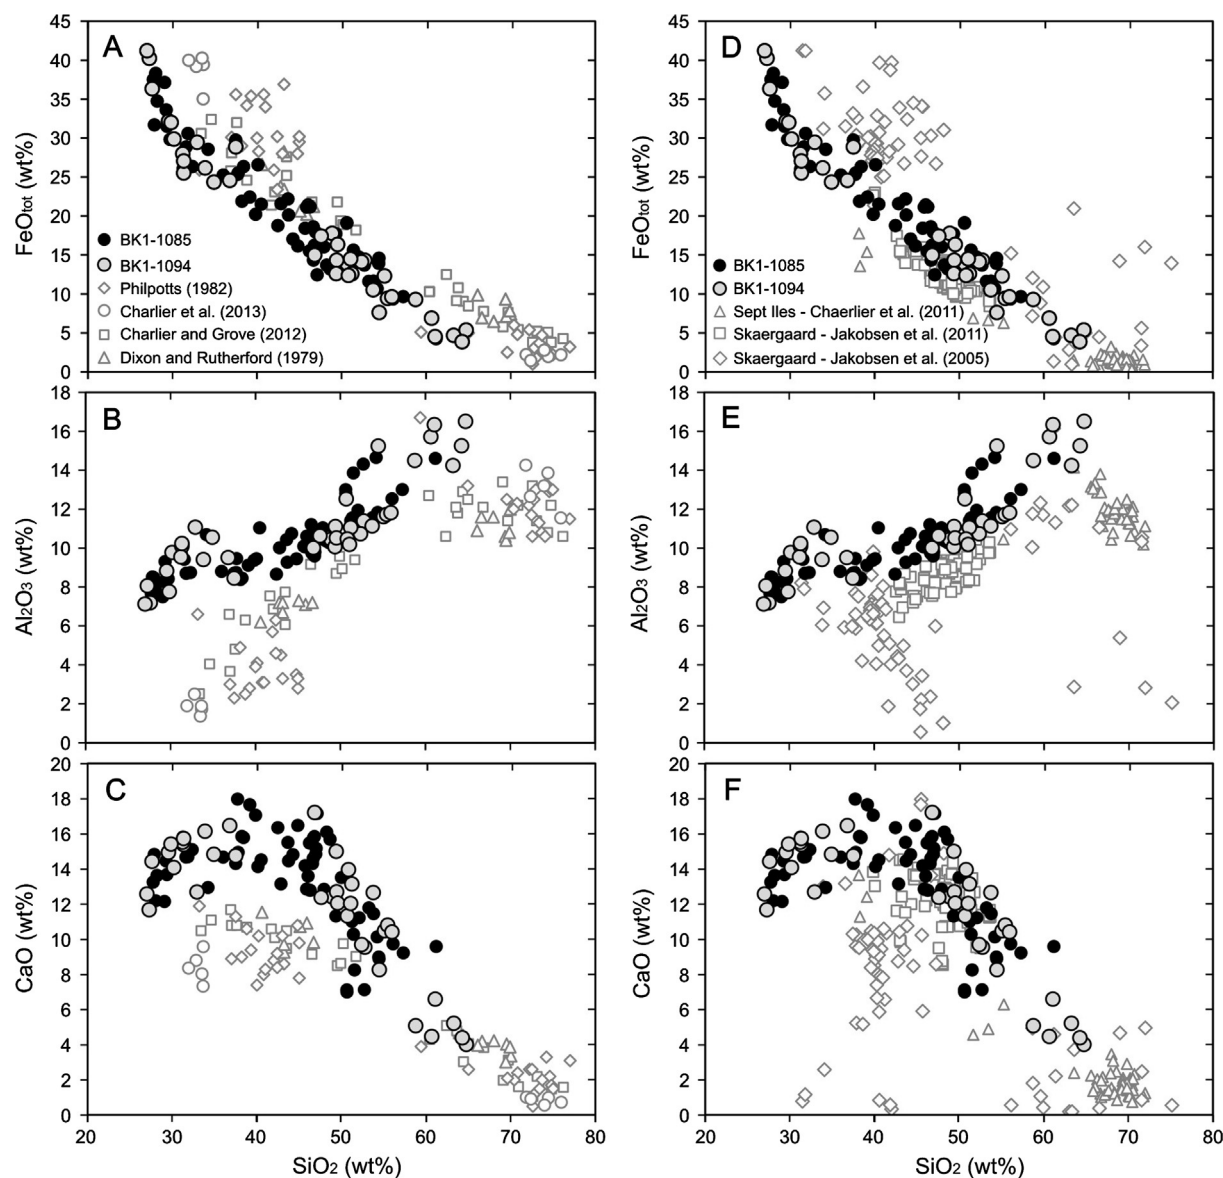 A
45
40
35
30
25
20
15
10
5
0
FeOtot (wt%)
BK1-1085
BK1-1094
Philpotts (1982)
Charlier et al. (2013)
Charlier and Grove (2012)
Dixon and Rutherford (1979)
D
45
40
35
30
25
20
15
10
5
0
FeOtot (wt%)
BK1-1085
BK1-1094
Sept Iles - Chaerlier et al. (2011)
Skaergaard - Jakobsen et al. (2011)
Skaergaard - Jakobsen et al. (2005)
B
18
16
14
12
10
8
6
4
2
0
Al2O3 (wt%)
E
18
16
14
12
10
8
6
4
2
0
Al2O3 (wt%)
C
20
18
16
14
12
10
8
6
4
2
0
CaO (wt%)
20 30 40 50 60 70 80
SiO2 (wt%)
F
20
18
16
14
12
10
8
6
4
2
0
CaO (wt%)
20 30 40 50 60 70 80
SiO2 (wt%)